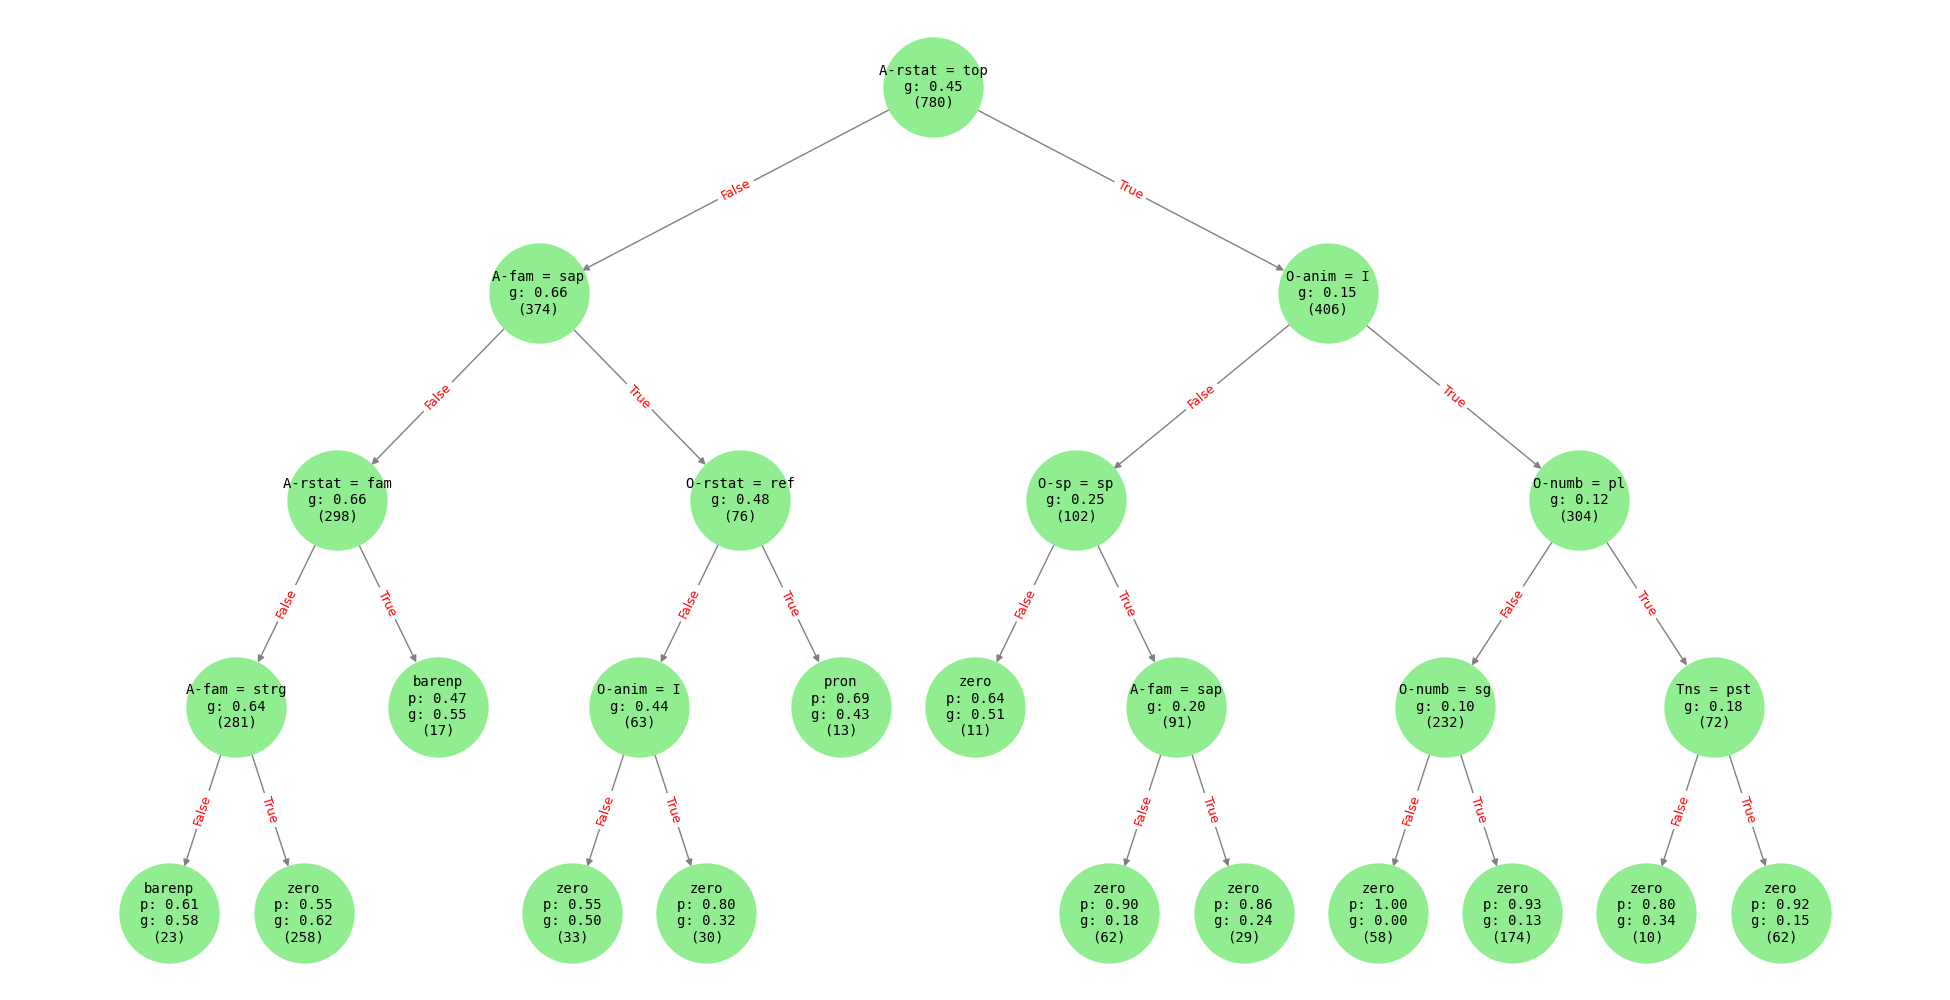 A-rstat = top
g: 0.45
(780)
False
True
A-fam = sap
g: 0.66
(374)
O-anim = I
g: 0.15
(406)
False
True
False
True
A-rstat = fam
g: 0.66
(298)
O-rstat = ref
g: 0.48
(76)
O-sp = sp
g: 0.25
(102)
O-numb = pl
g: 0.12
(304)
False
True
False
True
False
True
False
True
A-fam = strg
g: 0.64
(281)
barenp
p: 0.47
g: 0.55
(17)
O-anim = I
g: 0.44
(63)
pron
p: 0.69
g: 0.43
(13)
zero
p: 0.64
g: 0.51
(11)
A-fam = sap
g: 0.20
(91)
O-numb = sg
g: 0.10
(232)
Tns = pst
g: 0.18
(72)
False
True
False
True
False
True
False
True
False
True
barenp
p: 0.61
g: 0.58
(23)
zero
p: 0.55
g: 0.62
(258)
zero
p: 0.55
g: 0.50
(33)
zero
p: 0.80
g: 0.32
(30)
zero
p: 0.90
g: 0.18
(62)
zero
p: 0.86
g: 0.24
(29)
zero
p: 1.00
g: 0.00
(58)
zero
p: 0.93
g: 0.13
(174)
zero
p: 0.80
g: 0.34
(10)
zero
p: 0.92
g: 0.15
(62)